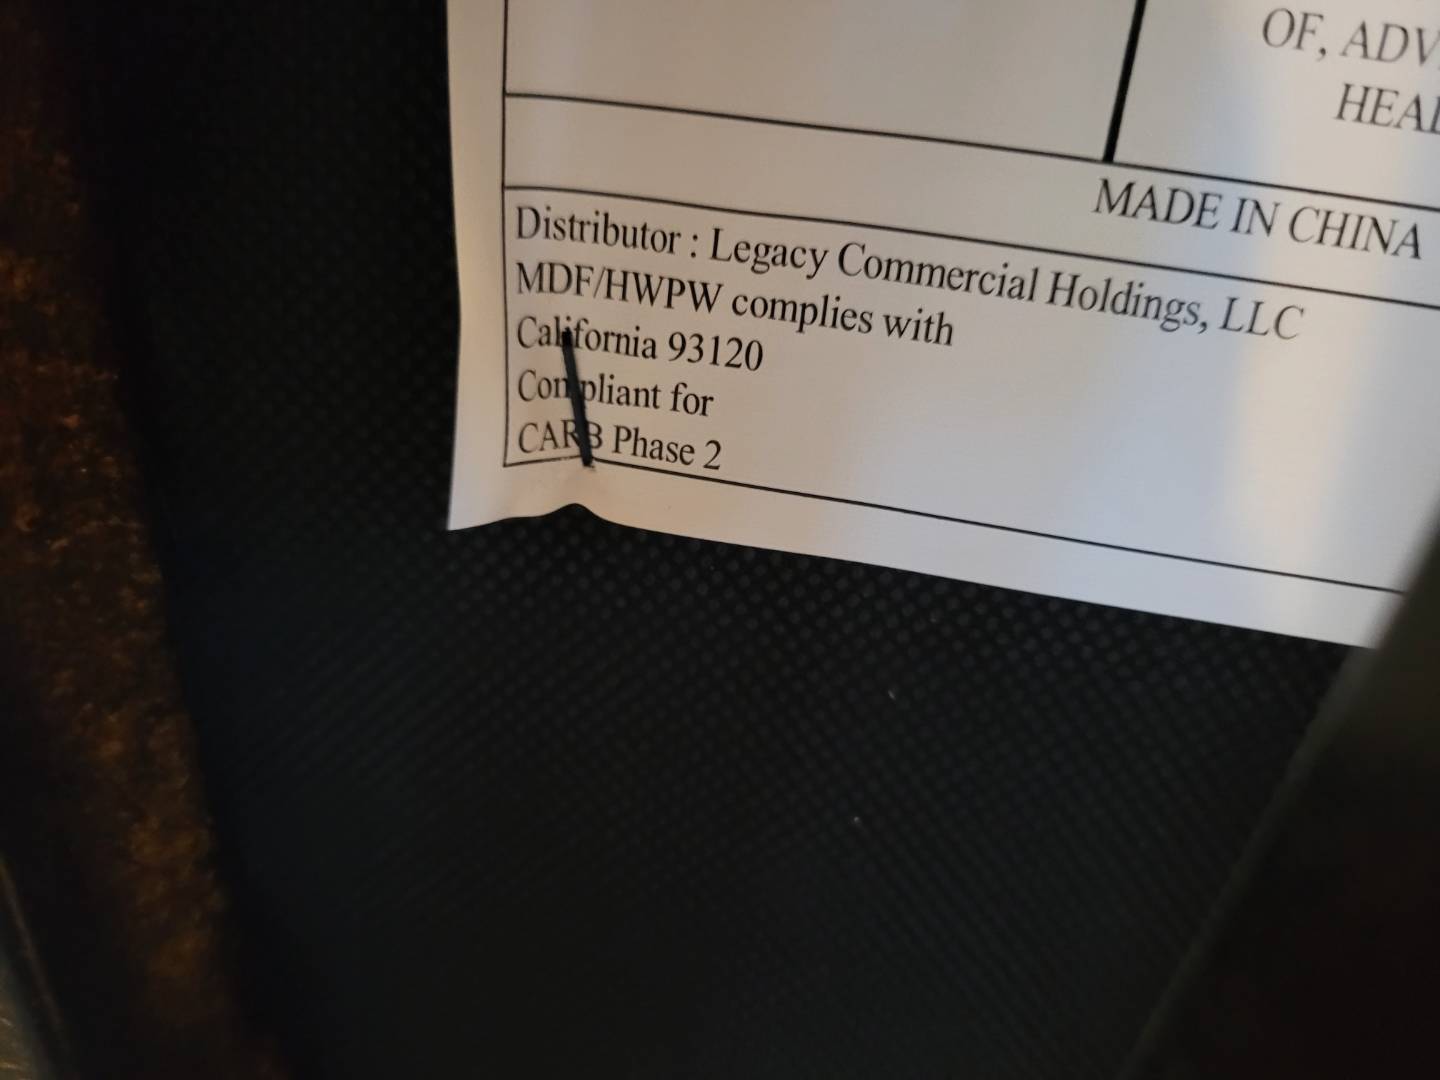 OF, ADV
HEAL
MADE IN CHINA
Distributor : Legacy Commercial Holdings, LLC
MDF/HWPW complies with
California 93120
Compliant for
CARB Phase 2